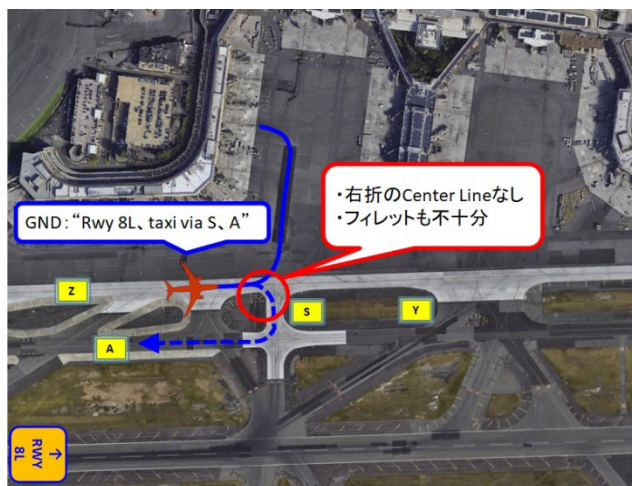 ・右折のCenter Lineなし
・フィレットも不十分
GND：“Rwy 8L、taxi via S、A”
Z
S
Y
A
↑
RWY
8L